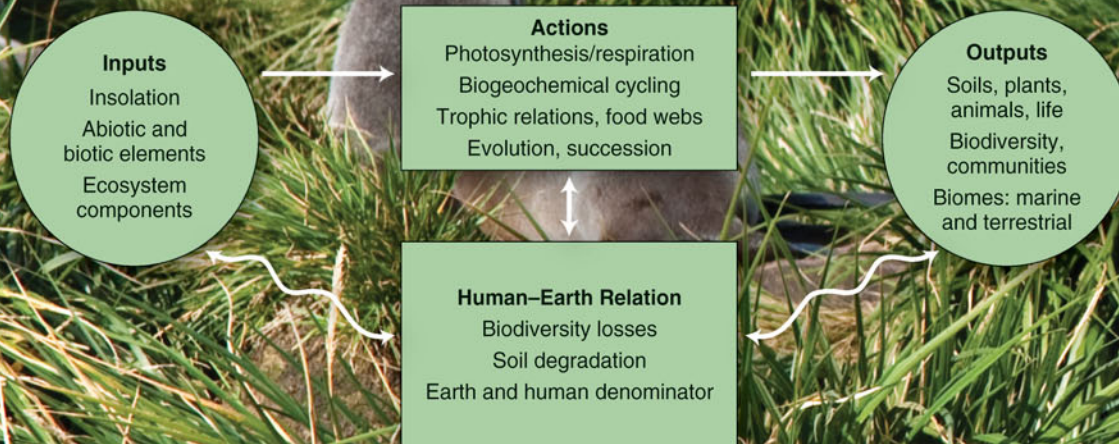 Inputs
Insolation
Abiotic and
biotic elements
Ecosystem
components
Actions
Photosynthesis/respiration
Biogeochemical cycling
Trophic relations, food webs
Evolution, succession
Outputs
Soils, plants,
animals, life
Biodiversity,
communities
Biomes: marine
and terrestrial
Human–Earth Relation
Biodiversity losses
Soil degradation
Earth and human denominator